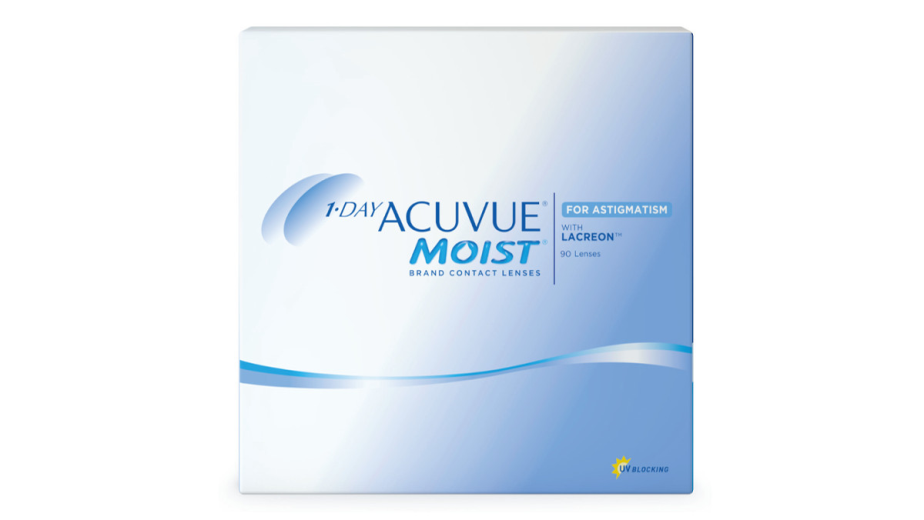 1·DAY ACUVUE®
MOIST®
BRAND CONTACT LENSES
FOR ASTIGMATISM
WITH
LACREON™
90 Lenses
UV BLOCKING